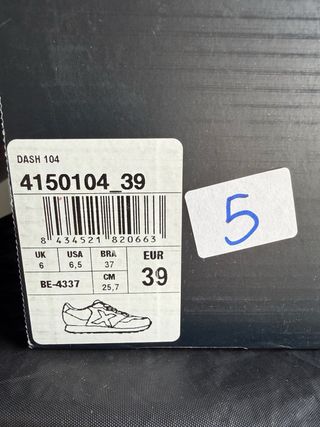 DASH 104
4150104_39
8 434521 820663
UK USA BRA EUR
6 6,5 37 39
BE-4337 CM 25,7
5